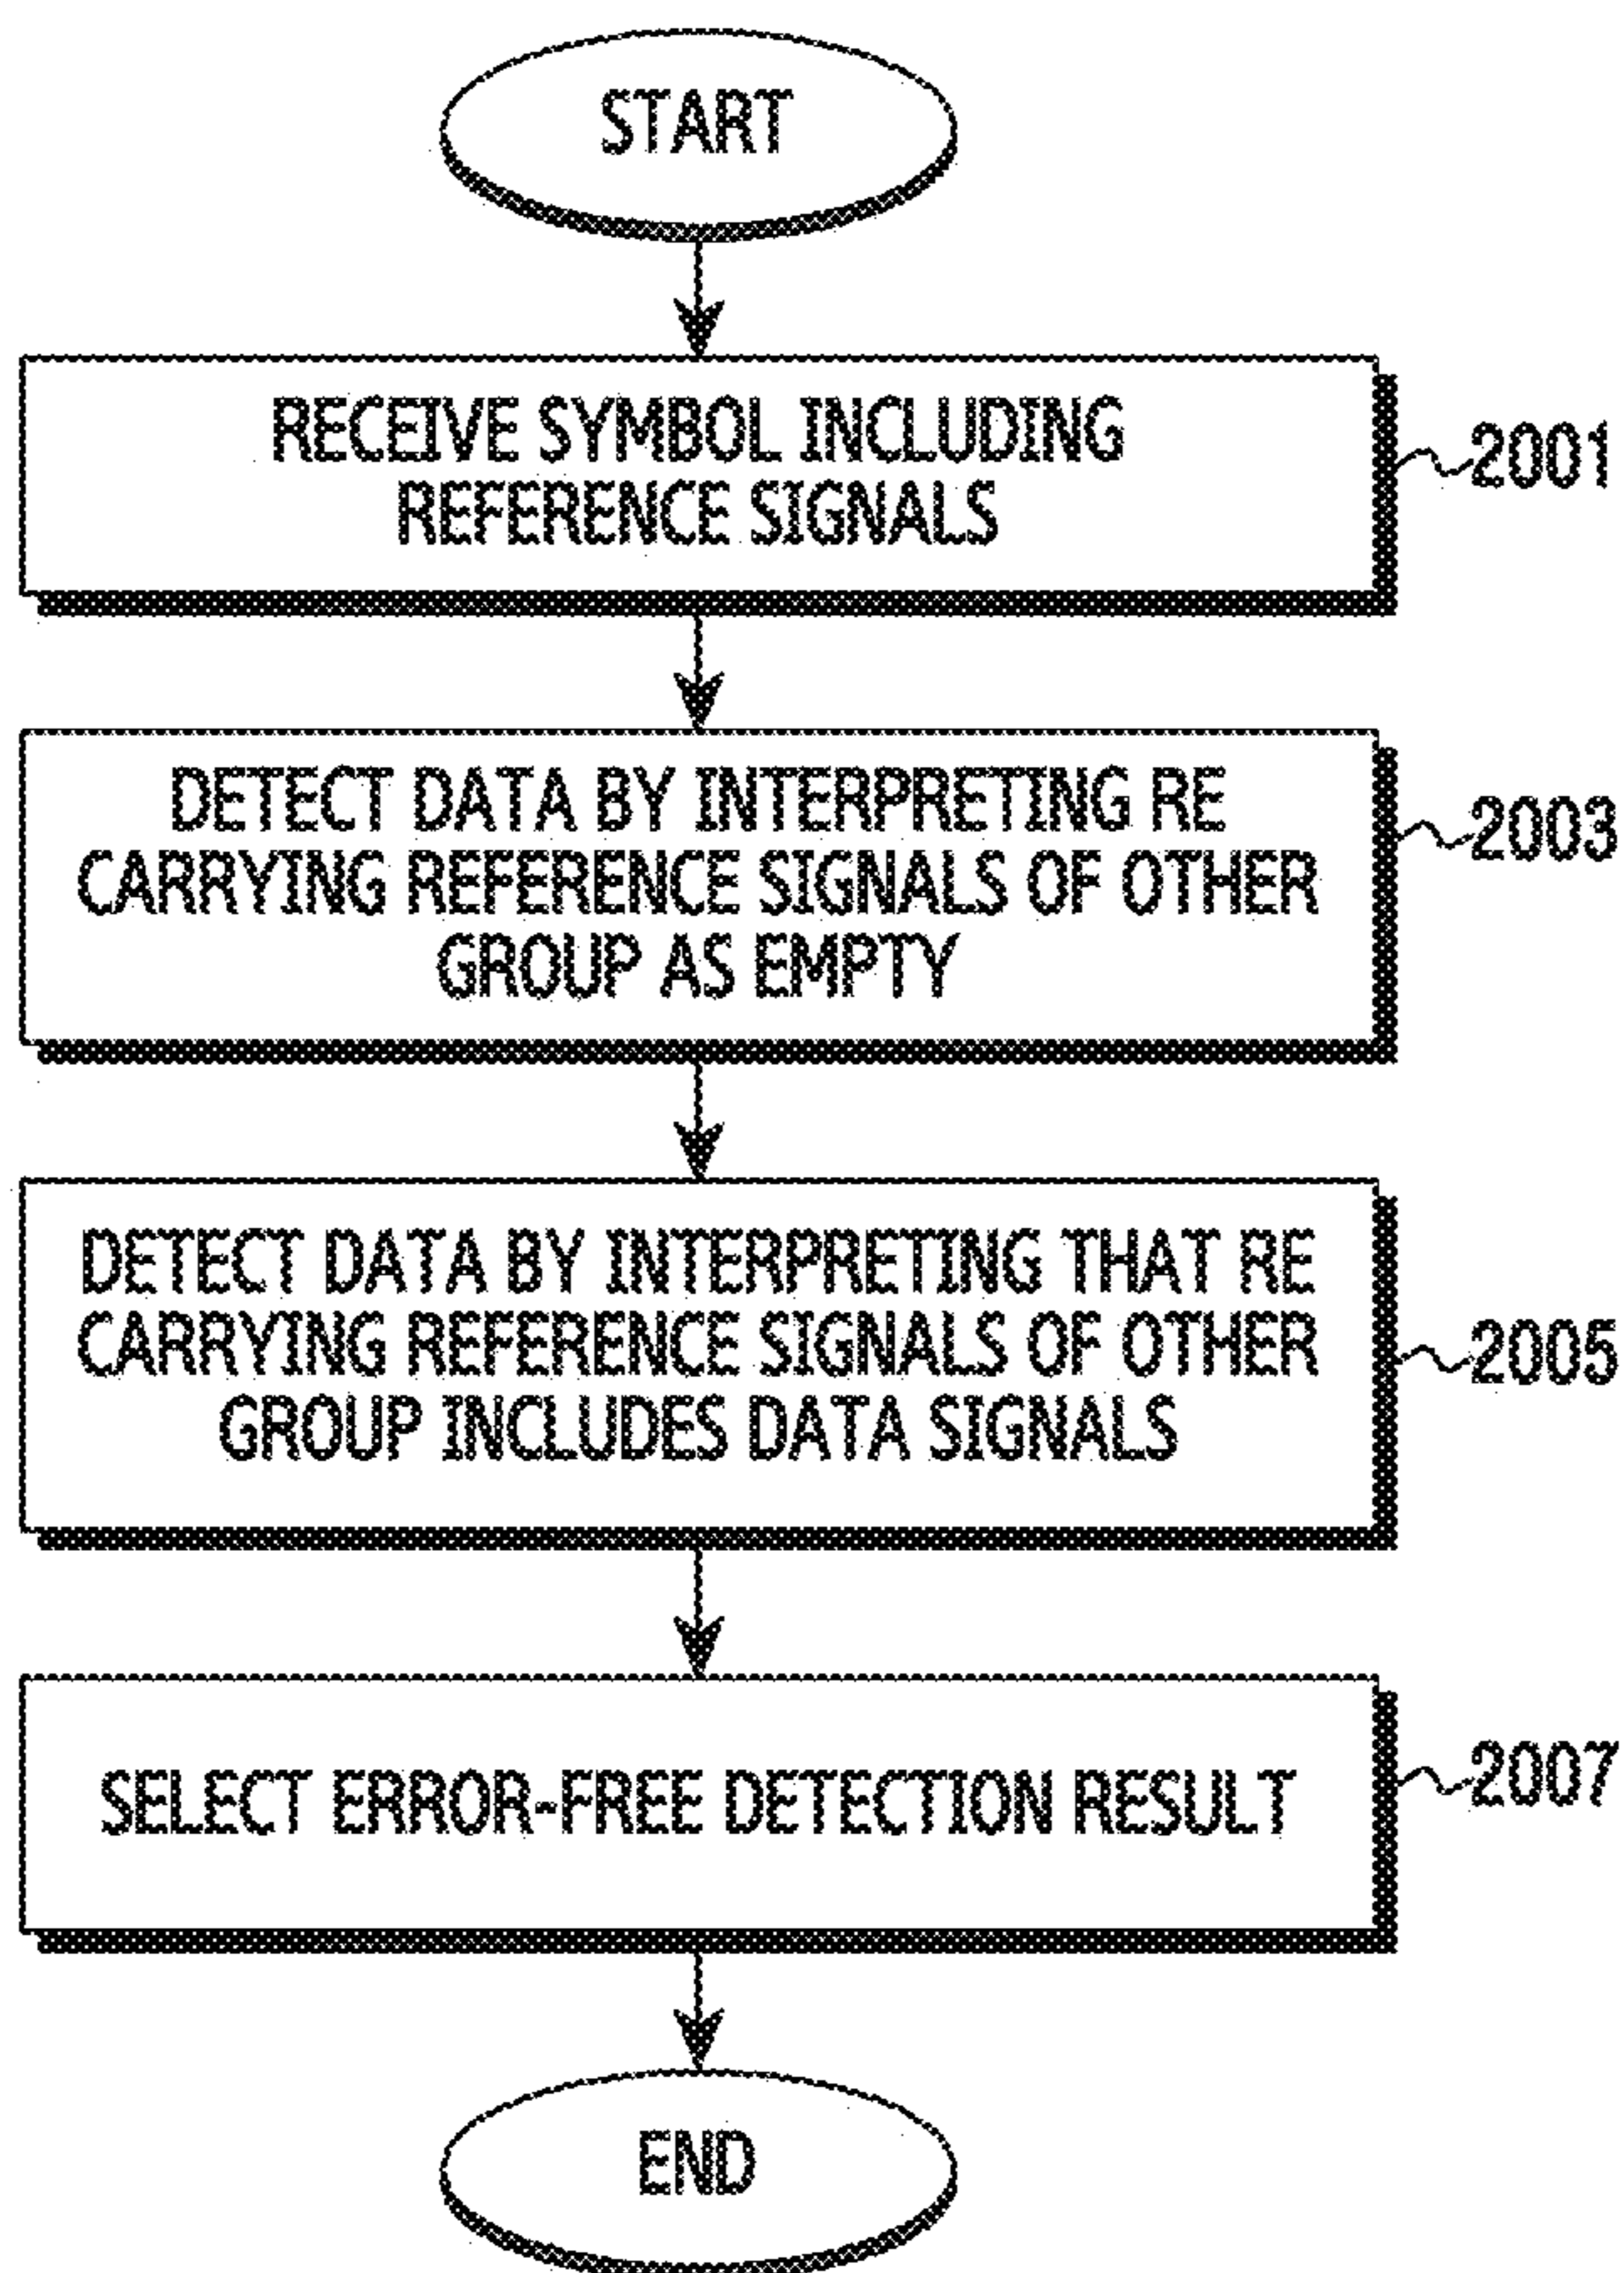 START
RECEIVE SYMBOL INCLUDING
REFERENCE SIGNALS
2001
DETECT DATA BY INTERPRETING RE
CARRYING REFERENCE SIGNALS OF OTHER
GROUP AS EMPTY
2003
DETECT DATA BY INTERPRETING THAT RE
CARRYING REFERENCE SIGNALS OF OTHER
GROUP INCLUDES DATA SIGNALS
2005
SELECT ERROR-FREE DETECTION RESULT
2007
END